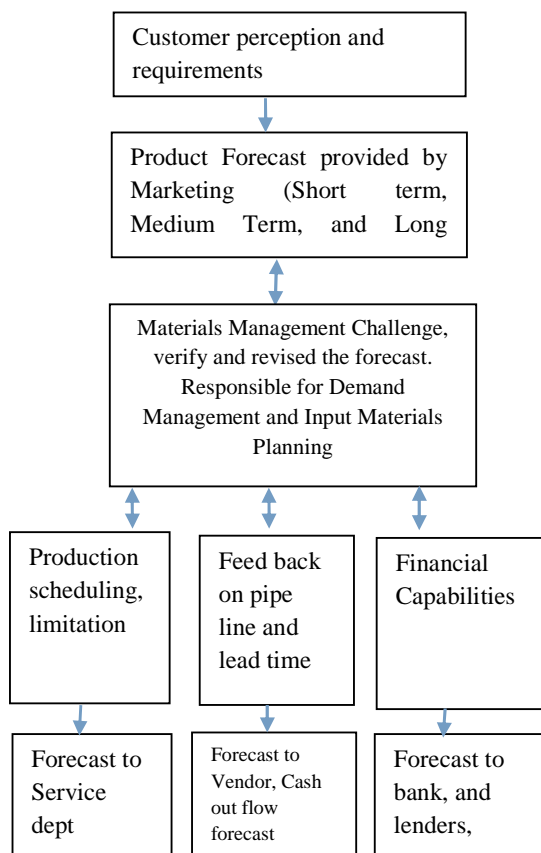 Customer perception and
requirements
Product Forecast provided by
Marketing (Short term,
Medium Term, and Long
Materials Management Challenge,
verify and revised the forecast.
Responsible for Demand
Management and Input Materials
Planning
Production
scheduling,
limitation
Feed back
on pipe
line and
lead time
Financial
Capabilities
Forecast to
Service
dept
Forecast to
Vendor, Cash
out flow
forecast
Forecast to
bank, and
lenders,